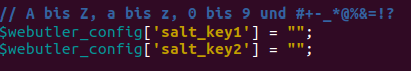 // A bis Z, a bis z, 0 bis 9 und #+-_*@%&=!?
$webutler_config['salt_key1'] = "";
$webutler_config['salt_key2'] = "";